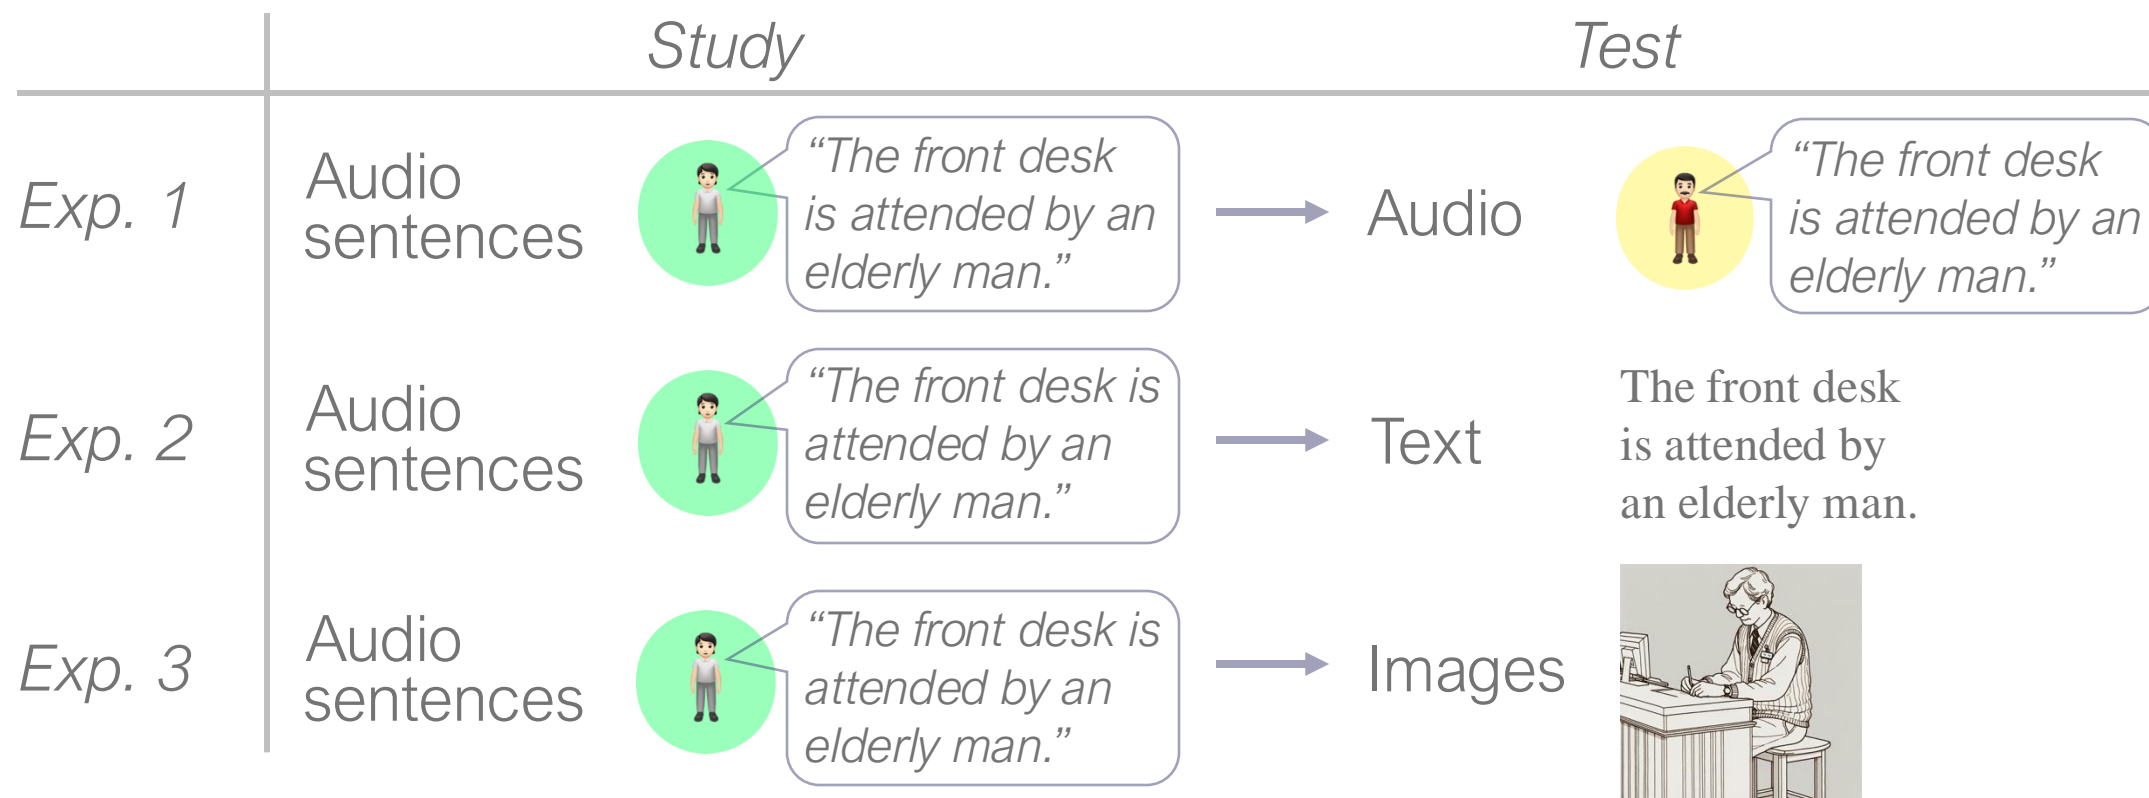 Study
Test
Exp. 1
Audio
sentences
“The front desk
is attended by an
elderly man.”
Audio
“The front desk
is attended by an
elderly man.”
Exp. 2
Audio
sentences
“The front desk is
attended by an
elderly man.”
Text
The front desk
is attended by
an elderly man.
Exp. 3
Audio
sentences
“The front desk is
attended by an
elderly man.”
Images